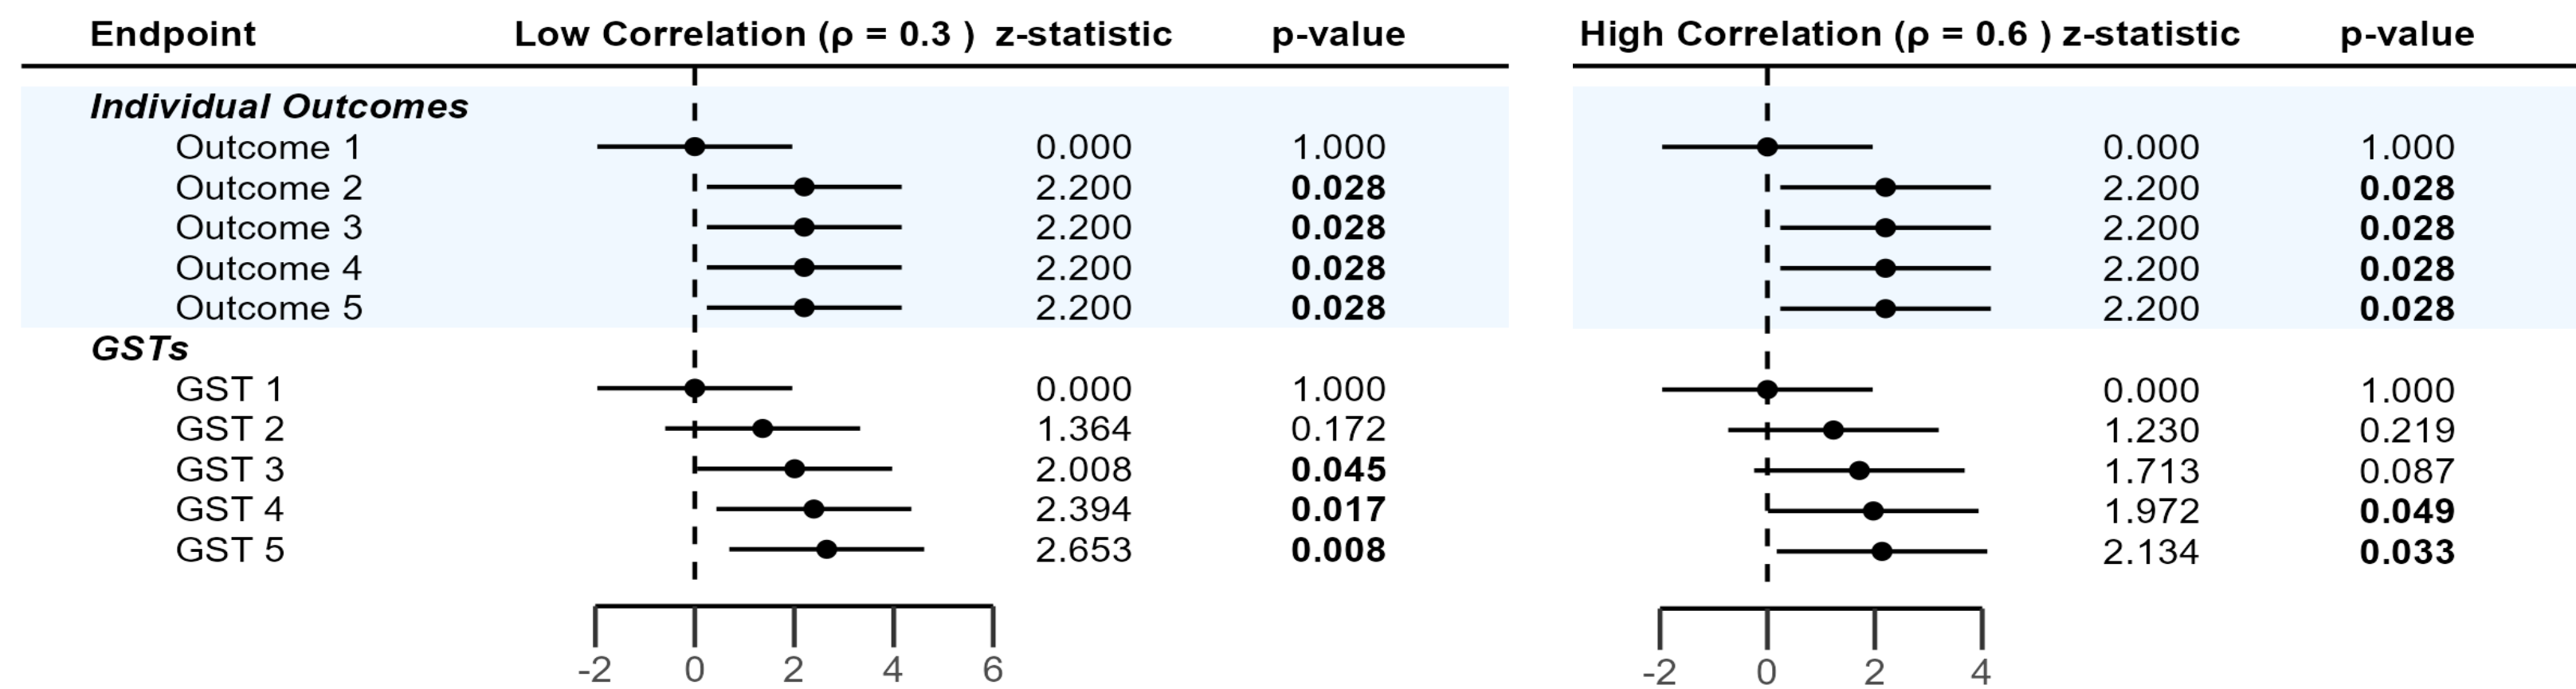 Endpoint Low Correlation (ρ = 0.3 ) z-statistic p-value High Correlation (ρ = 0.6 ) z-statistic p-value
Individual Outcomes
Outcome 1 0.000 1.000 0.000 1.000
Outcome 2 2.200 0.028 2.200 0.028
Outcome 3 2.200 0.028 2.200 0.028
Outcome 4 2.200 0.028 2.200 0.028
Outcome 5 2.200 0.028 2.200 0.028
GSTs
GST 1 0.000 1.000 0.000 1.000
GST 2 1.364 0.172 1.230 0.219
GST 3 2.008 0.045 1.713 0.087
GST 4 2.394 0.017 1.972 0.049
GST 5 2.653 0.008 2.134 0.033
-2 0 2 4 6 -2 0 2 4